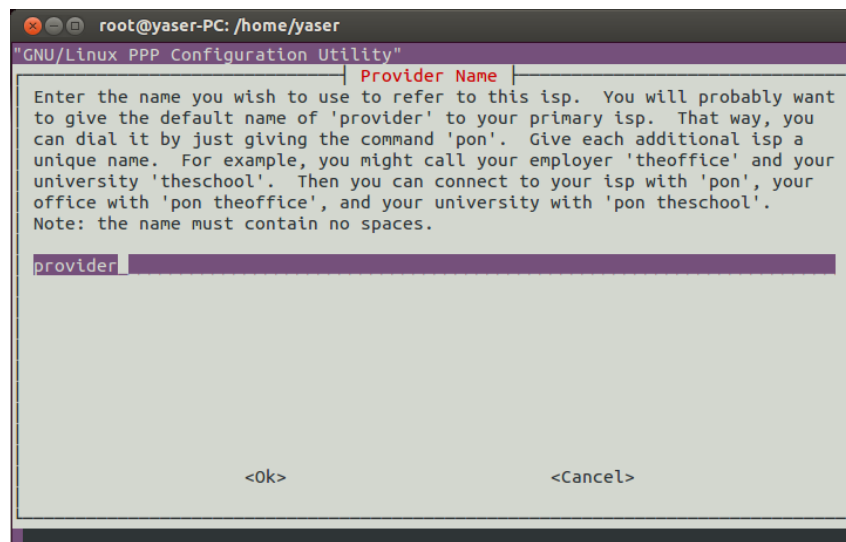 root@yaser-PC: /home/yaser
"GNU/Linux PPP Configuration Utility"
Provider Name
Enter the name you wish to use to refer to this isp.  You will probably want
to give the default name of 'provider' to your primary isp.  That way, you
can dial it by just giving the command 'pon'.  Give each additional isp a
unique name.  For example, you might call your employer 'theoffice' and your
university 'theschool'.  Then you can connect to your isp with 'pon', your
office with 'pon theoffice', and your university with 'pon theschool'.
Note: the name must contain no spaces.
provider
<Ok> <Cancel>